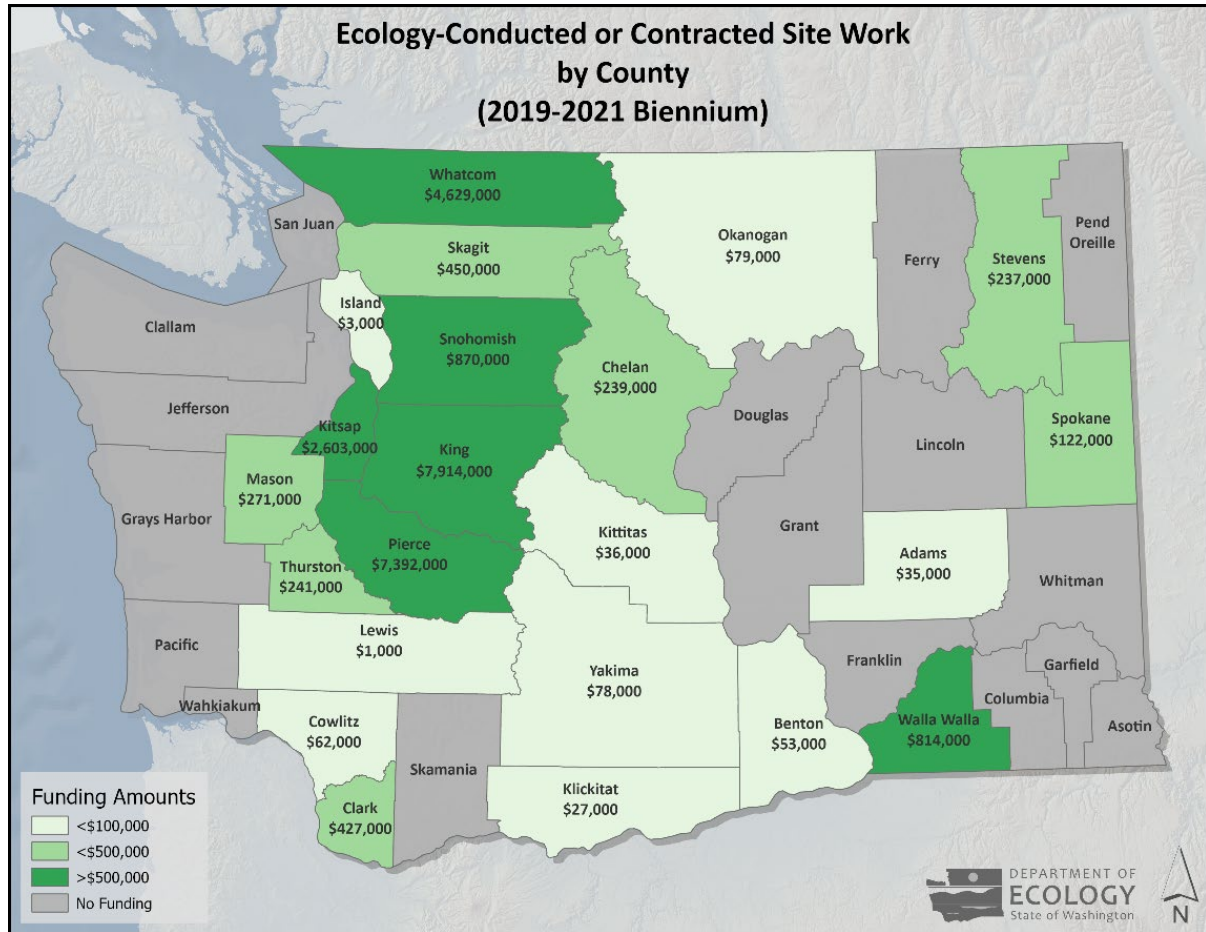 Ecology-Conducted or Contracted Site Work
by County
(2019-2021 Biennium)
Whatcom
$4,629,000
San Juan
Skagit
$450,000
Okanogan
$79,000
Ferry
Stevens
$237,000
Pend
Oreille
Island
$3,000
Clallam
Snohomish
$870,000
Chelan
$239,000
Jefferson
Kitsap
$2,603,000
King
$7,914,000
Douglas
Lincoln
Spokane
$122,000
Mason
$271,000
Grays Harbor
Pierce
$7,392,000
Kittitas
$36,000
Grant
Adams
$35,000
Whitman
Thurston
$241,000
Pacific
Lewis
$1,000
Yakima
$78,000
Franklin
Garfield
Columbia
Wahkiakum
Cowlitz
$62,000
Benton
$53,000
Walla Walla
$814,000
Asotin
Skamania
Klickitat
$27,000
Clark
$427,000
Funding Amounts
<$100,000
<$500,000
>$500,000
No Funding
DEPARTMENT OF
ECOLOGY
State of Washington
N